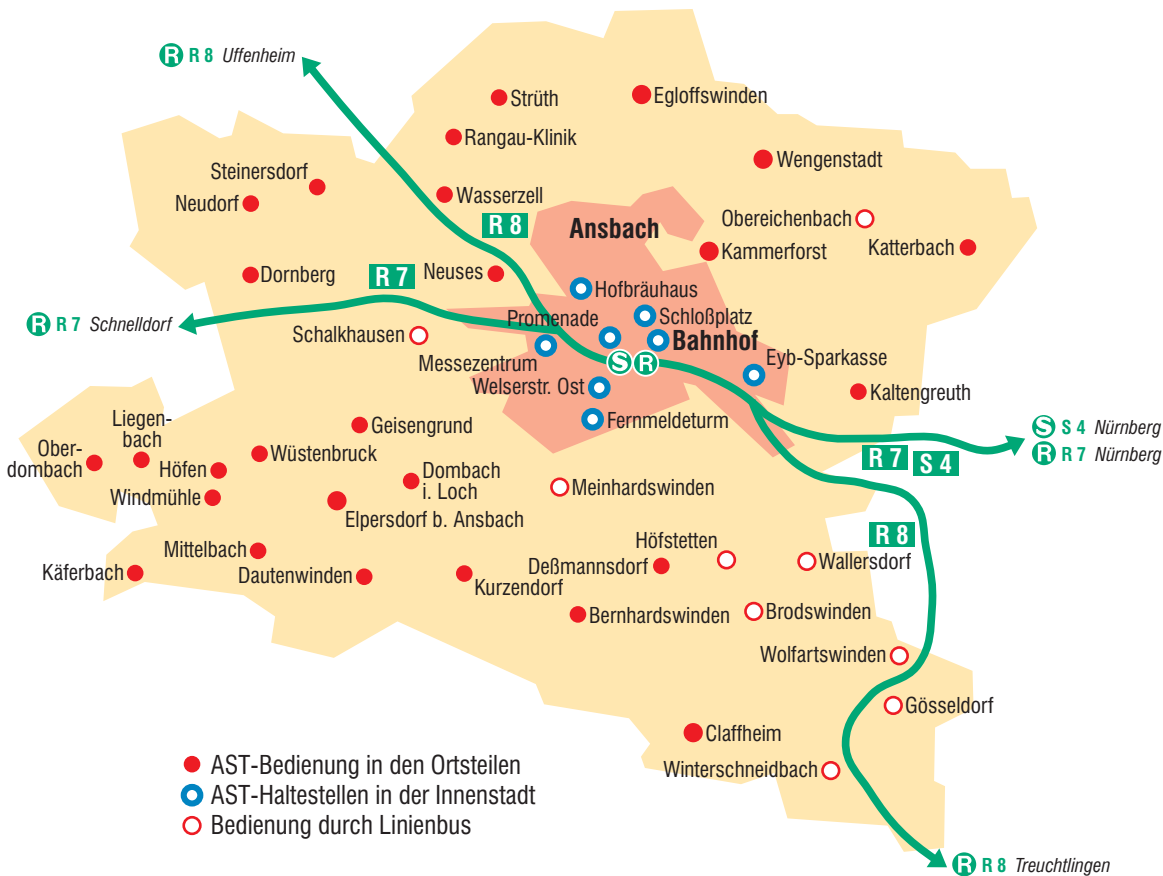 R R 8 Uffenheim
Strüth
Egloffswinden
Rangau-Klinik
Wengenstadt
Steinersdorf
Neudorf
Wasserzell
R 8
Ansbach
Obereichenbach
Kammerforst
Katterbach
Dornberg
R 7
Neuses
Hofbräuhaus
R R 7 Schnelldorf
Schalkhausen
Promenade
Schloßplatz
Bahnhof
Messezentrum
S R
Eyb-Sparkasse
Welserstr. Ost
Kaltengreuth
Fernmeldeturm
S S 4 Nürnberg
R R 7 Nürnberg
R 7 S 4
Liegen-
bach
Geisengrund
Ober-
dombach
Höfen
Wüstenbruck
Dombach
i. Loch
Windmühle
Elpersdorf b. Ansbach
Meinhardswinden
R 8
Mittelbach
Höfstetten
Käferbach
Dautenwinden
Kurzendorf
Deßmannsdorf
Wallersdorf
Bernhardswinden
Brodswinden
Wolfartswinden
Gösseldorf
Claffheim
Winterschneidbach
AST-Bedienung in den Ortsteilen
AST-Haltestellen in der Innenstadt
Bedienung durch Linienbus
R R 8 Treuchtlingen